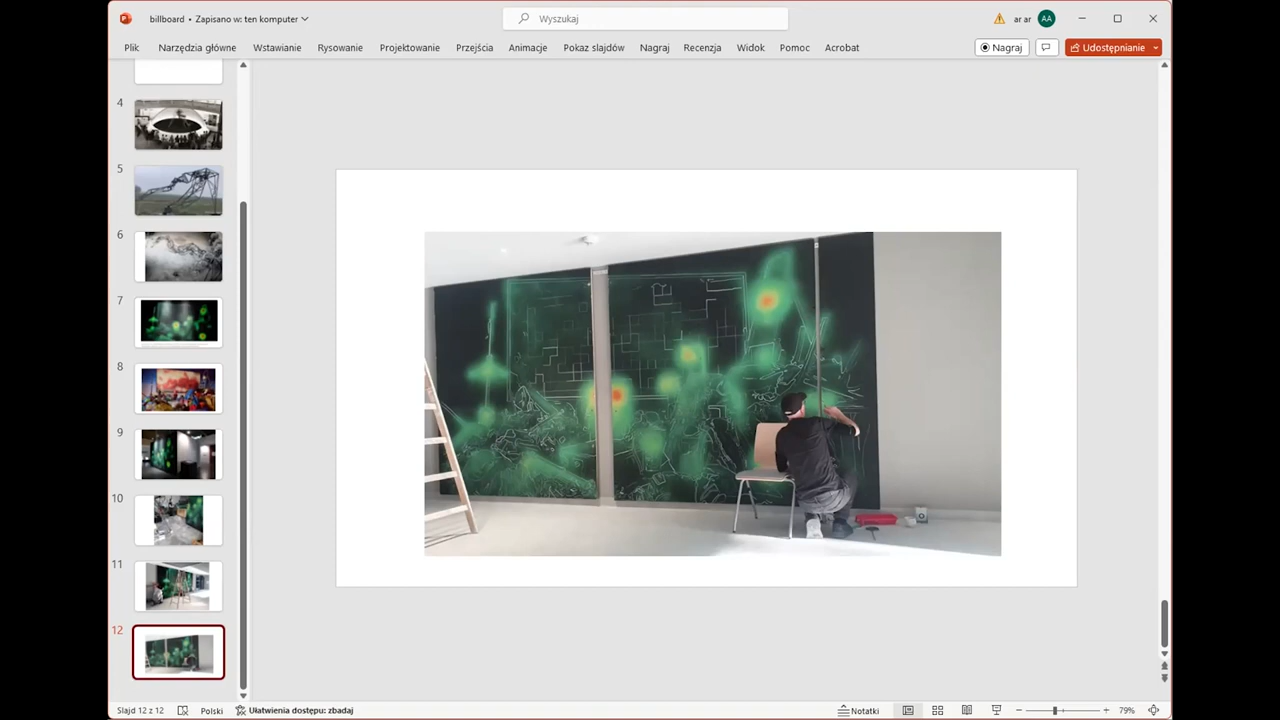 billboard • Zapisano w: ten komputer
Wyszukaj
ar ar
AA
Plik Narzędzia główne Wstawianie Rysowanie Projektowanie Przejścia Animacje Pokaz slajdów Nagraj Recenzja Widok Pomoc Acrobat
Nagraj
Udostępnianie
4
5
6
7
8
9
10
11
12
Slajd 12 z 12
Polski
Ułatwienia dostępu: zbadaj
Notatki
79%